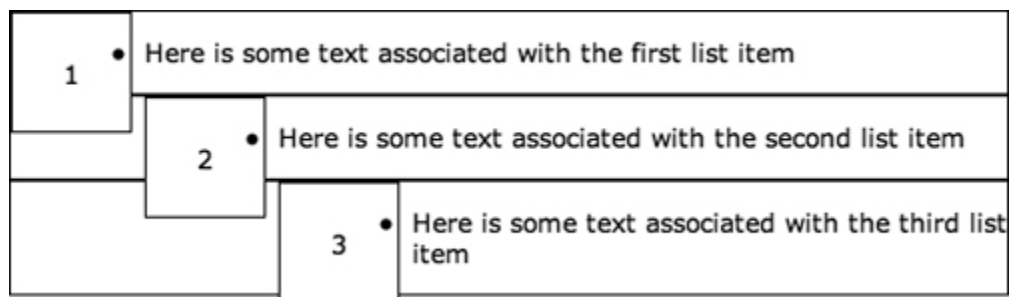 1
• Here is some text associated with the first list item
2
• Here is some text associated with the second list item
3
• Here is some text associated with the third list
item